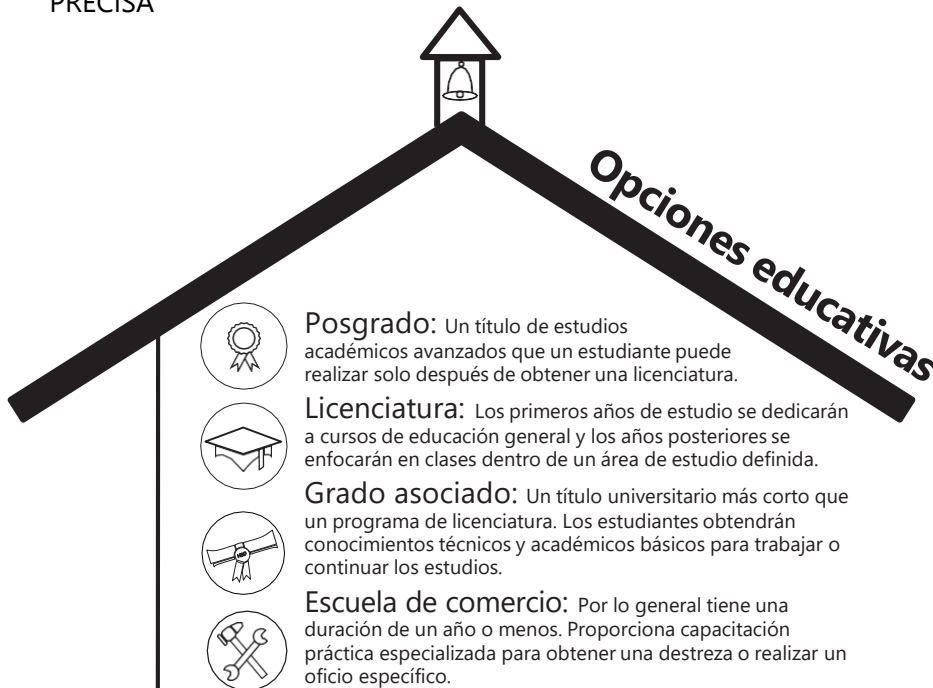 PRECISA
Opciones educativas
Posgrado: Un título de estudios
académicos avanzados que un estudiante puede
realizar solo después de obtener una licenciatura.
Licenciatura: Los primeros años de estudio se dedicarán
a cursos de educación general y los años posteriores se
enfocarán en clases dentro de un área de estudio definida.
Grado asociado: Un título universitario más corto que
un programa de licenciatura. Los estudiantes obtendrán
conocimientos técnicos y académicos básicos para trabajar o
continuar los estudios.
Escuela de comercio: Por lo general tiene una
duración de un año o menos. Proporciona capacitación
práctica especializada para obtener una destreza o realizar un
oficio específico.